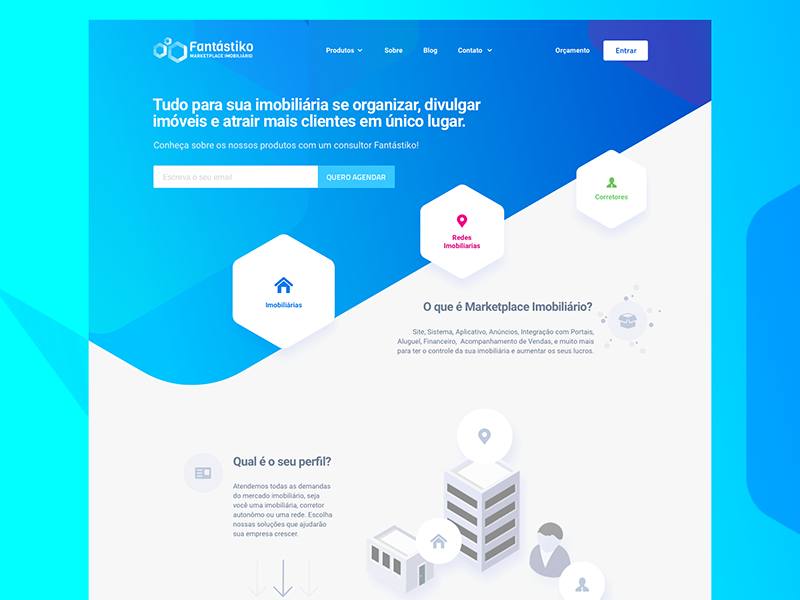 Fantástiko
MARKETPLACE IMOBILIÁRIO
Produtos
Sobre
Blog
Contato
Orçamento
Entrar
Tudo para sua imobiliária se organizar, divulgar
imóveis e atrair mais clientes em único lugar.
Conheça sobre os nossos produtos com um consultor Fantástiko!
Escreva o seu email
QUERO AGENDAR
Corretores
Redes
Imobiliarias
Imobiliárias
O que é Marketplace Imobiliário?
Site, Sistema, Aplicativo, Anúncios, Integração com Portais,
Aluguel, Financeiro, Acompanhamento de Vendas, e muito mais
para ter o controle da sua imobiliária e aumentar os seus lucros.
Qual é o seu perfil?
Atendemos todas as demandas
do mercado imobiliário, seja
você uma imobiliária, corretor
autonômo ou uma rede. Escolha
nossas soluções que ajudarão
sua empresa crescer.